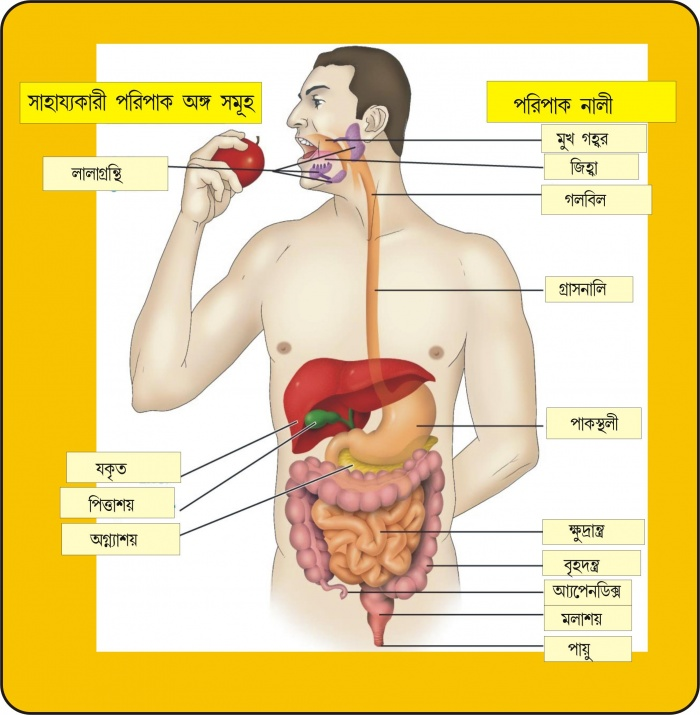 সাহায্যকারী পরিপাক অঙ্গ সমূহ
পরিপাক নালী
মুখ গহ্বর
জিহ্বা
লালাগ্রন্থি
গলবিল
গ্রাসনালি
পাকস্থলী
যকৃত
পিত্তাশয়
অগ্ন্যাশয়
ক্ষুদ্রান্ত্র
বৃহদন্ত্র
অ্যাপেনডিক্স
মলাশয়
পায়ু